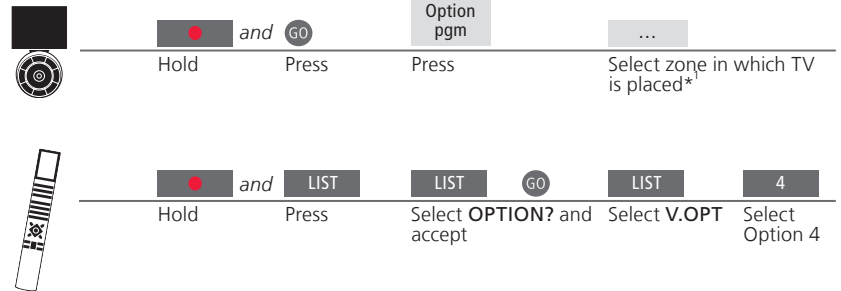 Option
pgm
and GO ...
Hold Press Press Select zone in which TV
is placed*1
and LIST LIST GO LIST 4
Hold Press Select OPTION? and Select V.OPT Select
accept Option 4